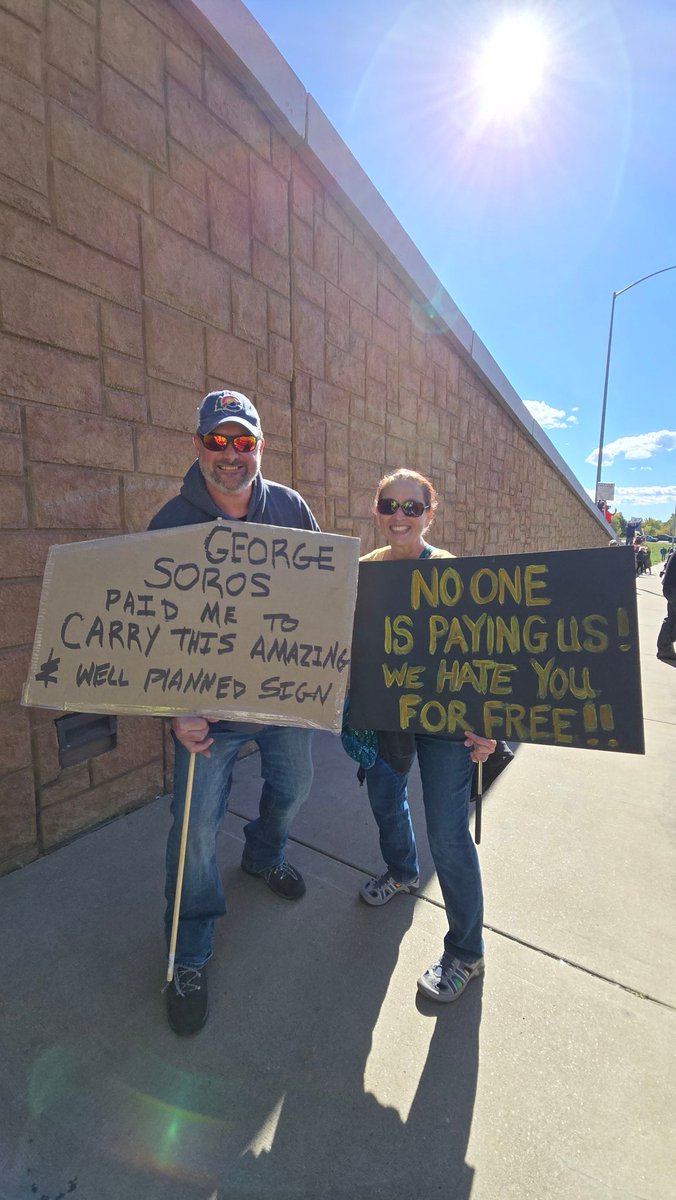 GEORGE
SOROS
PAID ME TO
CARRY THIS AMAZING
& WELL PLANNED SIGN
NO ONE
IS PAYING US!
WE HATE YOU
FOR FREE!!